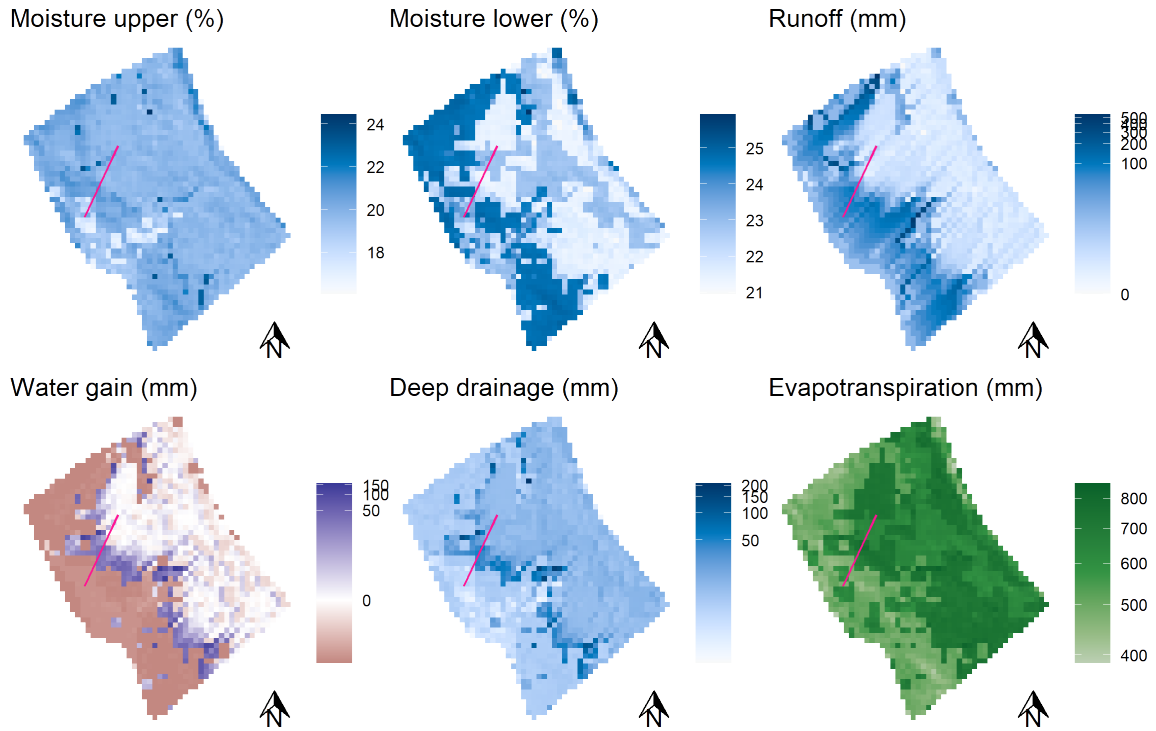 Moisture upper (%)
24
22
20
18
N
Moisture lower (%)
25
24
23
22
21
N
Runoff (mm)
500
400
300
200
100
0
N
Water gain (mm)
150
100
50
0
N
Deep drainage (mm)
200
150
100
50
N
Evapotranspiration (mm)
800
700
600
500
400
N